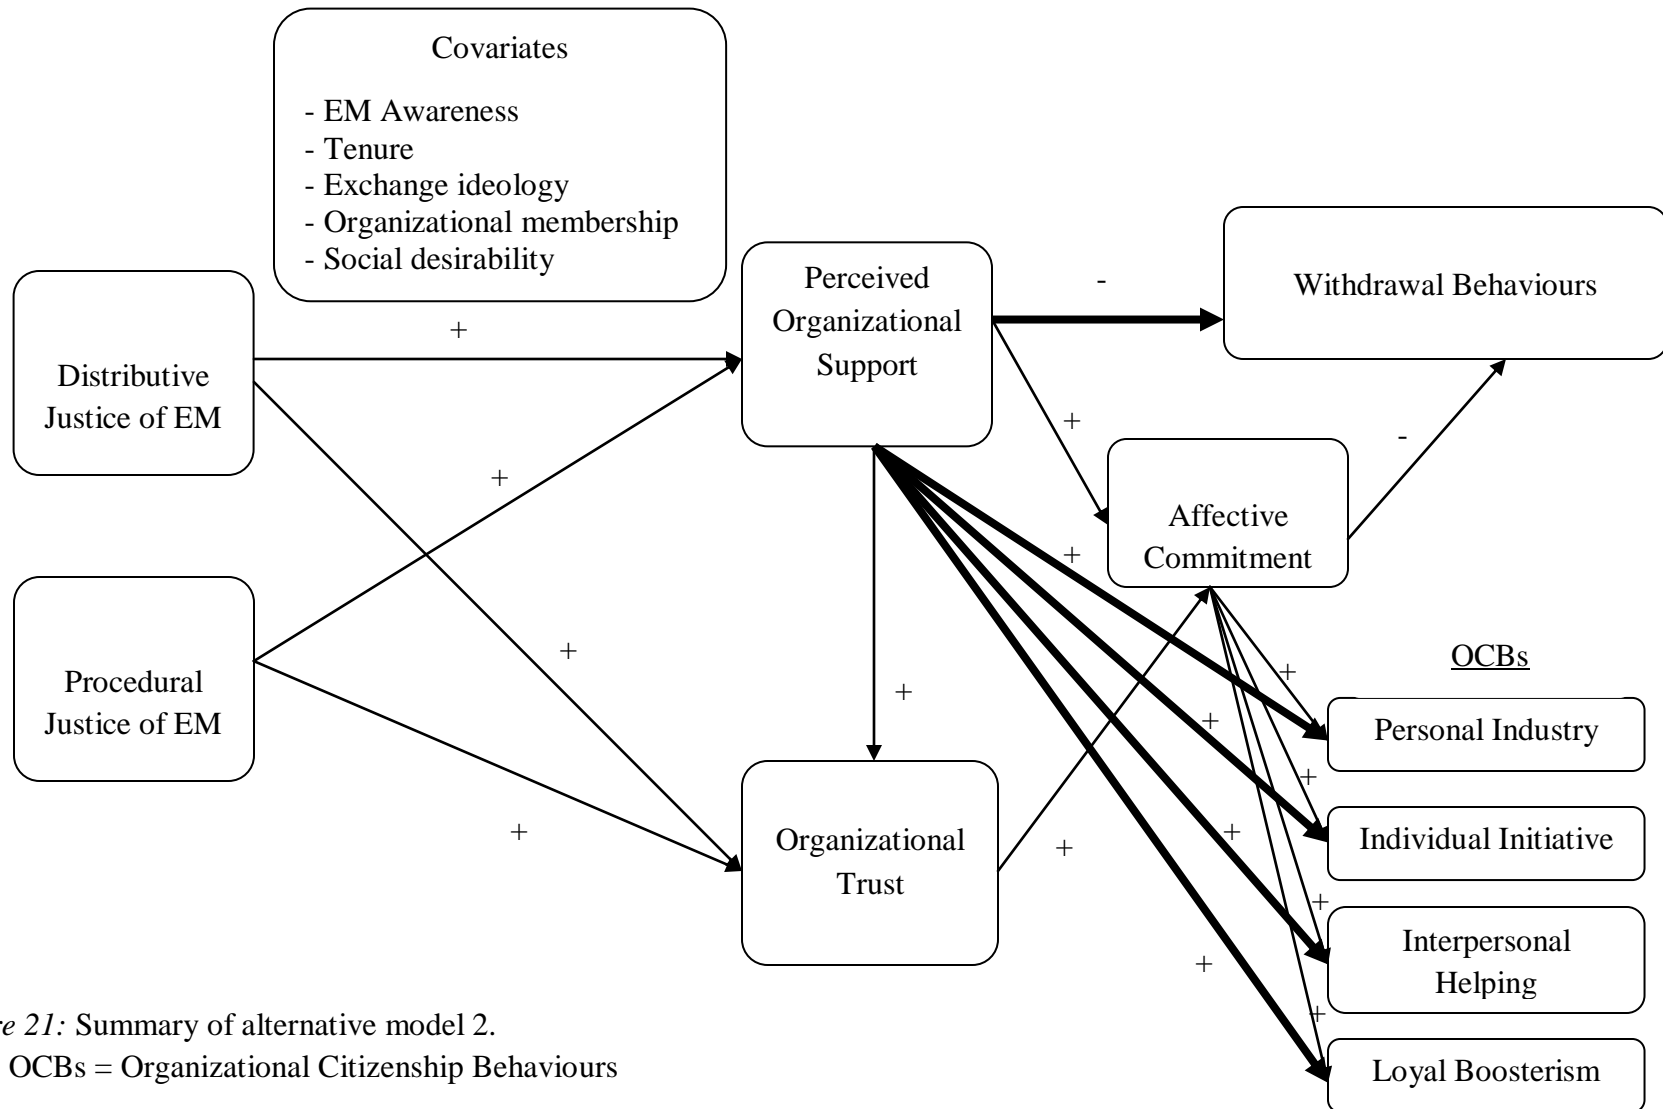 Covariates
- EM Awareness
- Tenure
- Exchange ideology
- Organizational membership
- Social desirability
Distributive
Justice of EM
Procedural
Justice of EM
Perceived
Organizational
Support
Organizational
Trust
Withdrawal Behaviours
Affective
Commitment
OCBs
Personal Industry
Individual Initiative
Interpersonal
Helping
Loyal Boosterism
+
+
+
+
+
-
+
-
+
+
+
+
+
+
+
+
+
+
re 21: Summary of alternative model 2.
OCBs = Organizational Citizenship Behaviours